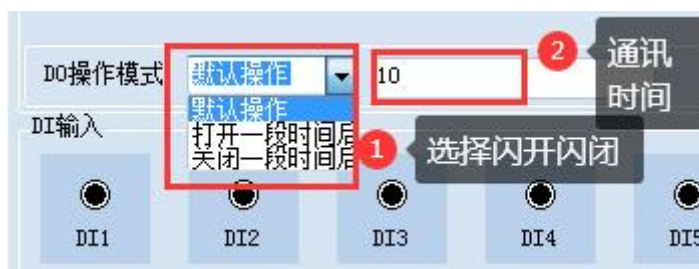 DO操作模式 默认操作 10
默认操作
打开一段时间后
关闭一段时间后
2 通讯时间
1 选择闪开闪闭
DI输入
DI1 DI2 DI3 DI4 DI5